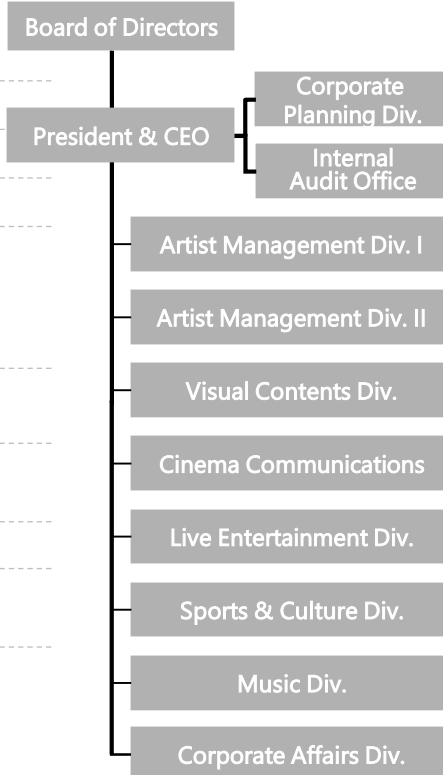 Board of Directors
Corporate
Planning Div.
President & CEO
Internal
Audit Office
Artist Management Div. I
Artist Management Div. II
Visual Contents Div.
Cinema Communications
Live Entertainment Div.
Sports & Culture Div.
Music Div.
Corporate Affairs Div.